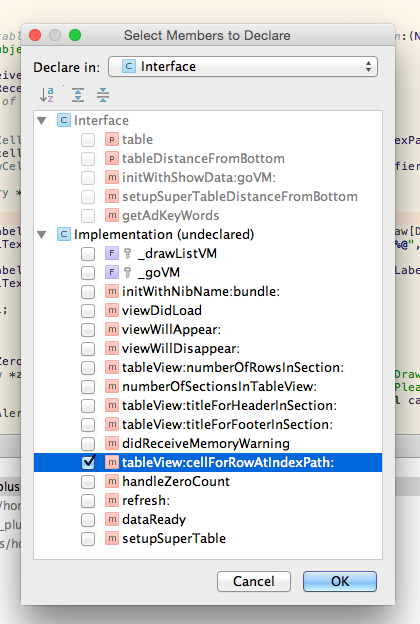 Select Members to Declare
Declare in:
C Interface
C Interface
p table
p tableDistanceFromBottom
m initWithShowData:goVM:
m setupSuperTableDistanceFromBottom
m getAdKeyWords
C Implementation (undeclared)
F _drawListVM
F _goVM
m initWithNibName:bundle:
m viewDidLoad
m viewWillAppear:
m viewWillDisappear:
m tableView:numberOfRowsInSection:
m numberOfSectionsInTableView:
m tableView:titleForHeaderInSection:
m tableView:titleForFooterInSection:
m didReceiveMemoryWarning
m tableView:cellForRowAtIndexPath:
m handleZeroCount
m refresh:
m dataReady
m setupSuperTable
Cancel
OK